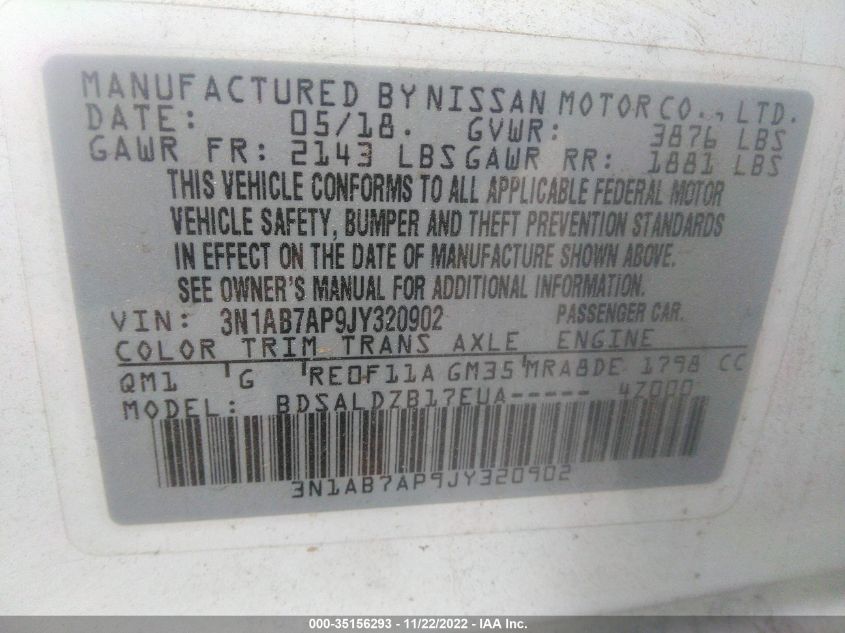 MANUFACTURED BY NISSAN MOTOR CO., LTD.
DATE: 05/18. GVWR: 3876 LBS
GAWR FR: 2143 LBS GAWR RR: 1881 LBS
THIS VEHICLE CONFORMS TO ALL APPLICABLE FEDERAL MOTOR
VEHICLE SAFETY, BUMPER AND THEFT PREVENTION STANDARDS
IN EFFECT ON THE DATE OF MANUFACTURE SHOWN ABOVE.
SEE OWNER'S MANUAL FOR ADDITIONAL INFORMATION.
VIN: 3N1AB7AP9JY320902 PASSENGER CAR.
COLOR TRIM TRANS AXLE ENGINE
QM1 'G 'RE0F11A GM35'MRA8DE 1798 CC
MODEL: BDSALDZB17EUA----- 4Z000
3N1AB7AP9JY320902
000-35156293 - 11/22/2022 - IAA Inc.